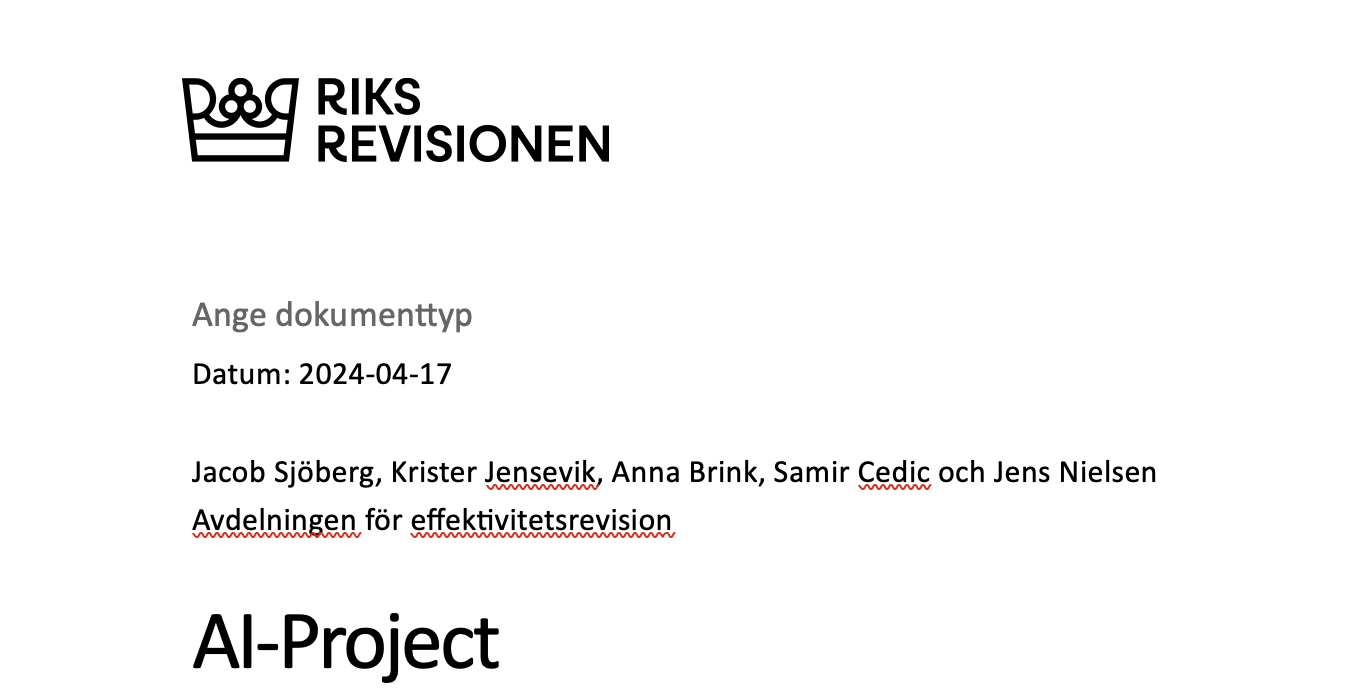 RIKS
REVISIONEN
Ange dokumenttyp
Datum: 2024-04-17
Jacob Sjöberg, Krister Jensevik, Anna Brink, Samir Cedic och Jens Nielsen
Avdelningen för effektivitetsrevision
AI-Project